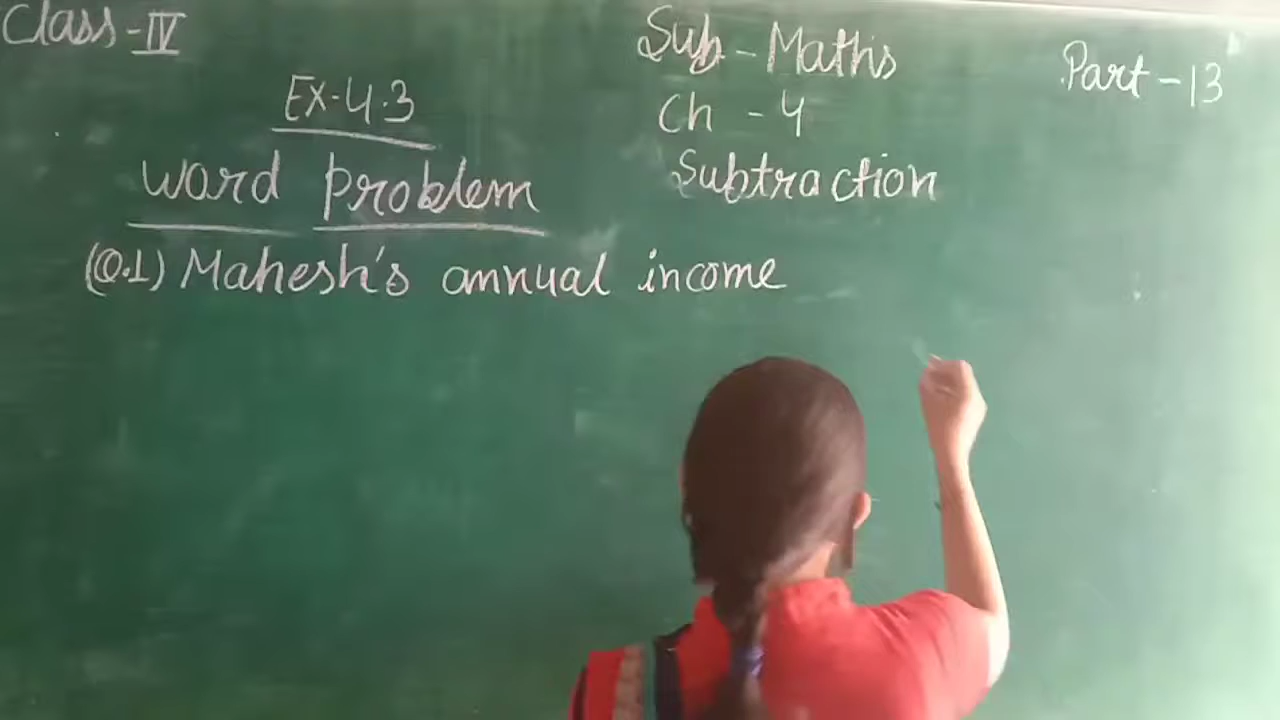 Class-IV
Sub-Maths
Part-13
Ex-4.3
Ch-4
word problem
Subtraction
(Q.1) Mahesh's annual income